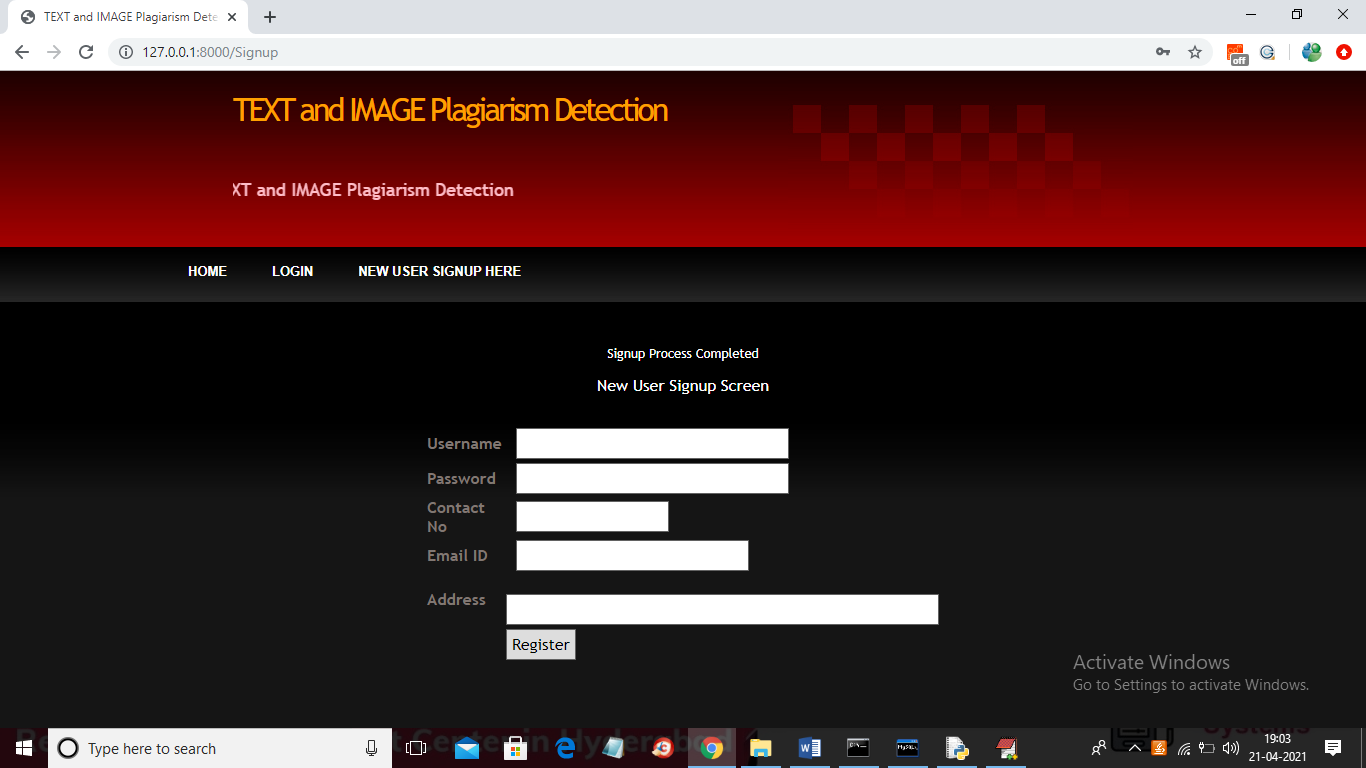 TEXT and IMAGE Plagiarism Dete
127.0.0.1:8000/Signup
off
TEXT and IMAGE Plagiarism Detection
XT and IMAGE Plagiarism Detection
HOME LOGIN NEW USER SIGNUP HERE
Signup Process Completed
New User Signup Screen
Username
Password
Contact
No
Email ID
Address
Register
Activate Windows
Go to Settings to activate Windows.
Type here to search
19:03
21-04-2021